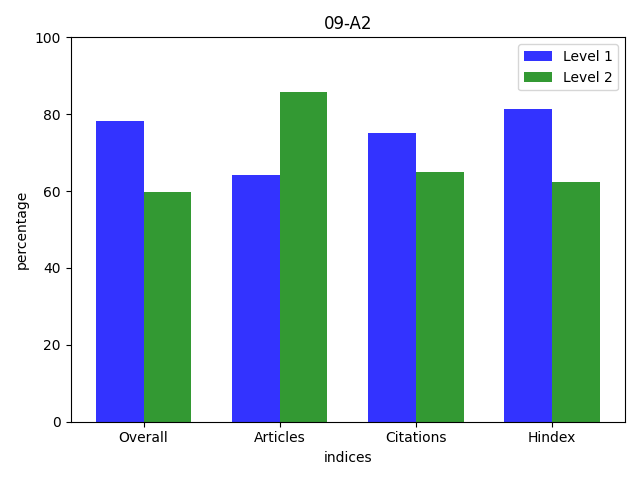 09-A2
100
80
60
40
20
0
percentage
Level 1
Level 2
Overall
Articles
Citations
Hindex
indices